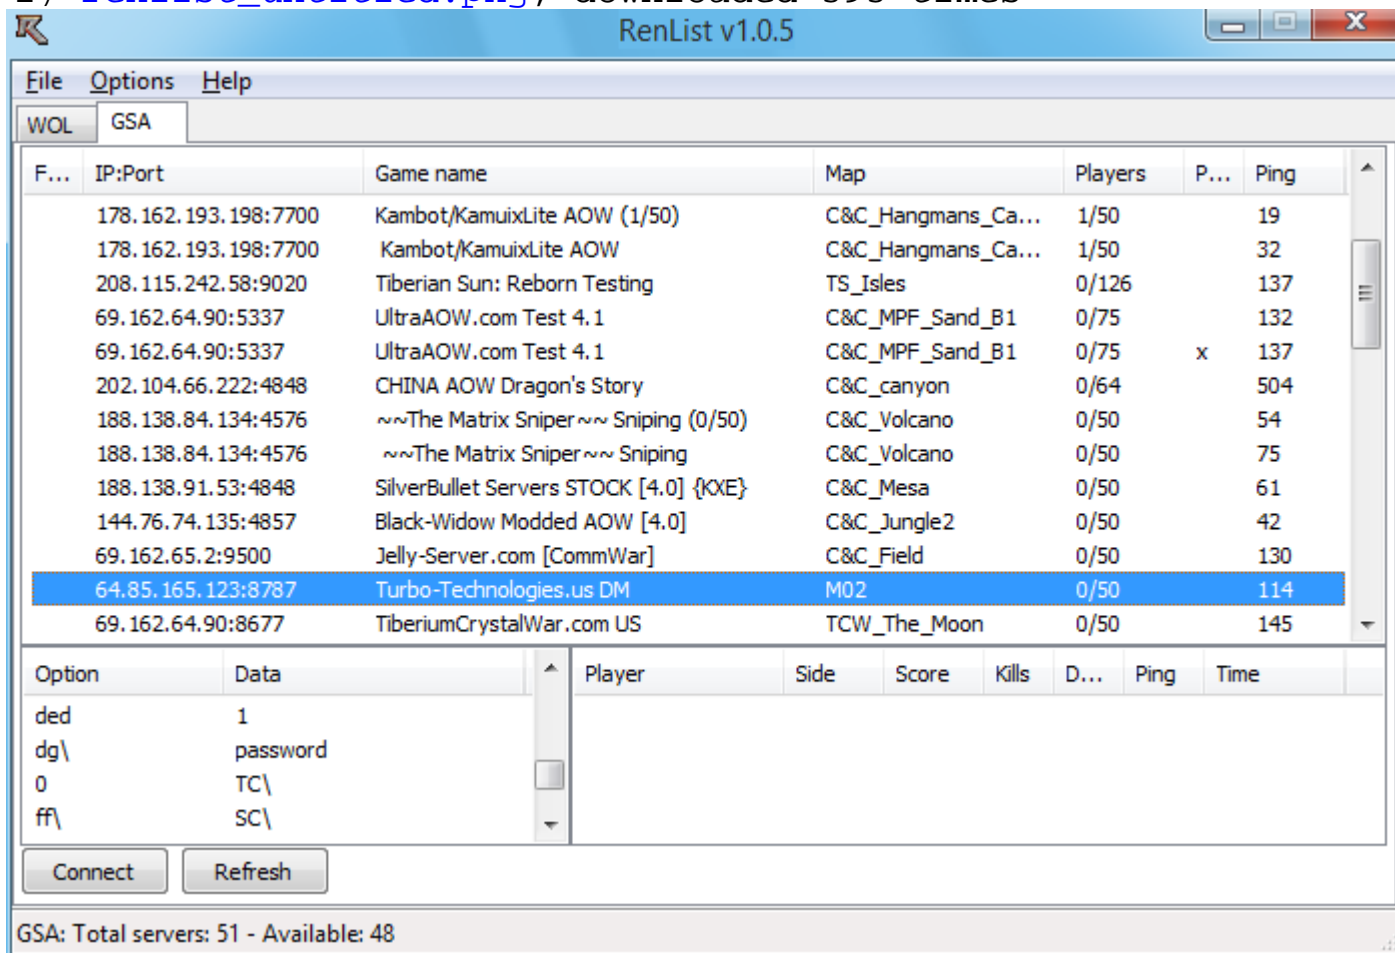 RenList v1.0.5
File Options Help
WOL GSA
F... IP:Port Game name Map Players P... Ping
178.162.193.198:7700 Kambot/KamuixLite AOW (1/50) C&C_Hangmans_Ca... 1/50 19
178.162.193.198:7700 Kambot/KamuixLite AOW C&C_Hangmans_Ca... 1/50 32
208.115.242.58:9020 Tiberian Sun: Reborn Testing TS_Isles 0/126 137
69.162.64.90:5337 UltraAOW.com Test 4.1 C&C_MPF_Sand_B1 0/75 132
69.162.64.90:5337 UltraAOW.com Test 4.1 C&C_MPF_Sand_B1 0/75 x 137
202.104.66.222:4848 CHINA AOW Dragon's Story C&C_canyon 0/64 504
188.138.84.134:4576 ~~The Matrix Sniper~~ Sniping (0/50) C&C_Volcano 0/50 54
188.138.84.134:4576 ~~The Matrix Sniper~~ Sniping C&C_Volcano 0/50 75
188.138.91.53:4848 SilverBullet Servers STOCK [4.0] {KXE} C&C_Mesa 0/50 61
144.76.74.135:4857 Black-Widow Modded AOW [4.0] C&C_Jungle2 0/50 42
69.162.65.2:9500 Jelly-Server.com [CommWar] C&C_Field 0/50 130
64.85.165.123:8787 Turbo-Technologies.us DM M02 0/50 114
69.162.64.90:8677 TiberiumCrystalWar.com US TCW_The_Moon 0/50 145
Option Data Player Side Score Kills D... Ping Time
ded 1
dg\ password
0 TC\
ff\ SC\
Connect Refresh
GSA: Total servers: 51 - Available: 48